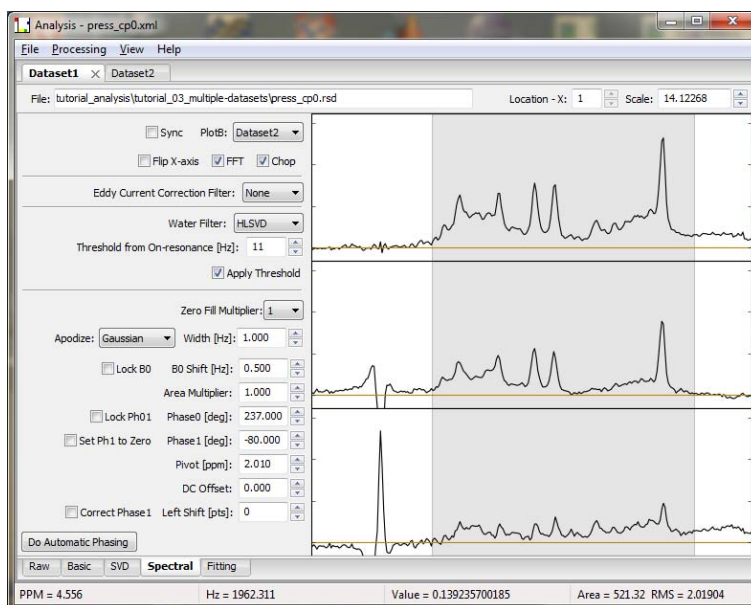 Analysis - press_cp0.xml
File Processing View Help
Dataset1 Dataset2
File: tutorial_analysis\tutorial_03_multiple-datasets\press_cp0.rsd Location - X: 1 Scale: 14.12268
Sync PlotB: Dataset2
Flip X-axis FFT Chop
Eddy Current Correction Filter: None
Water Filter: HLSVD
Threshold from On-resonance [Hz]: 11
Apply Threshold
Zero Fill Multiplier: 1
Apodize: Gaussian Width [Hz]: 1.000
Lock B0 B0 Shift [Hz]: 0.500
Area Multiplier: 1.000
Lock Ph01 Phase0 [deg]: 237.000
Set Ph1 to Zero Phase1 [deg]: -80.000
Pivot [ppm]: 2.010
DC Offset: 0.000
Correct Phase1 Left Shift [pts]: 0
Do Automatic Phasing
Raw Basic SVD Spectral Fitting
PPM = 4.556 Hz = 1962.311 Value = 0.139235700185 Area = 521.32 RMS = 2.01904